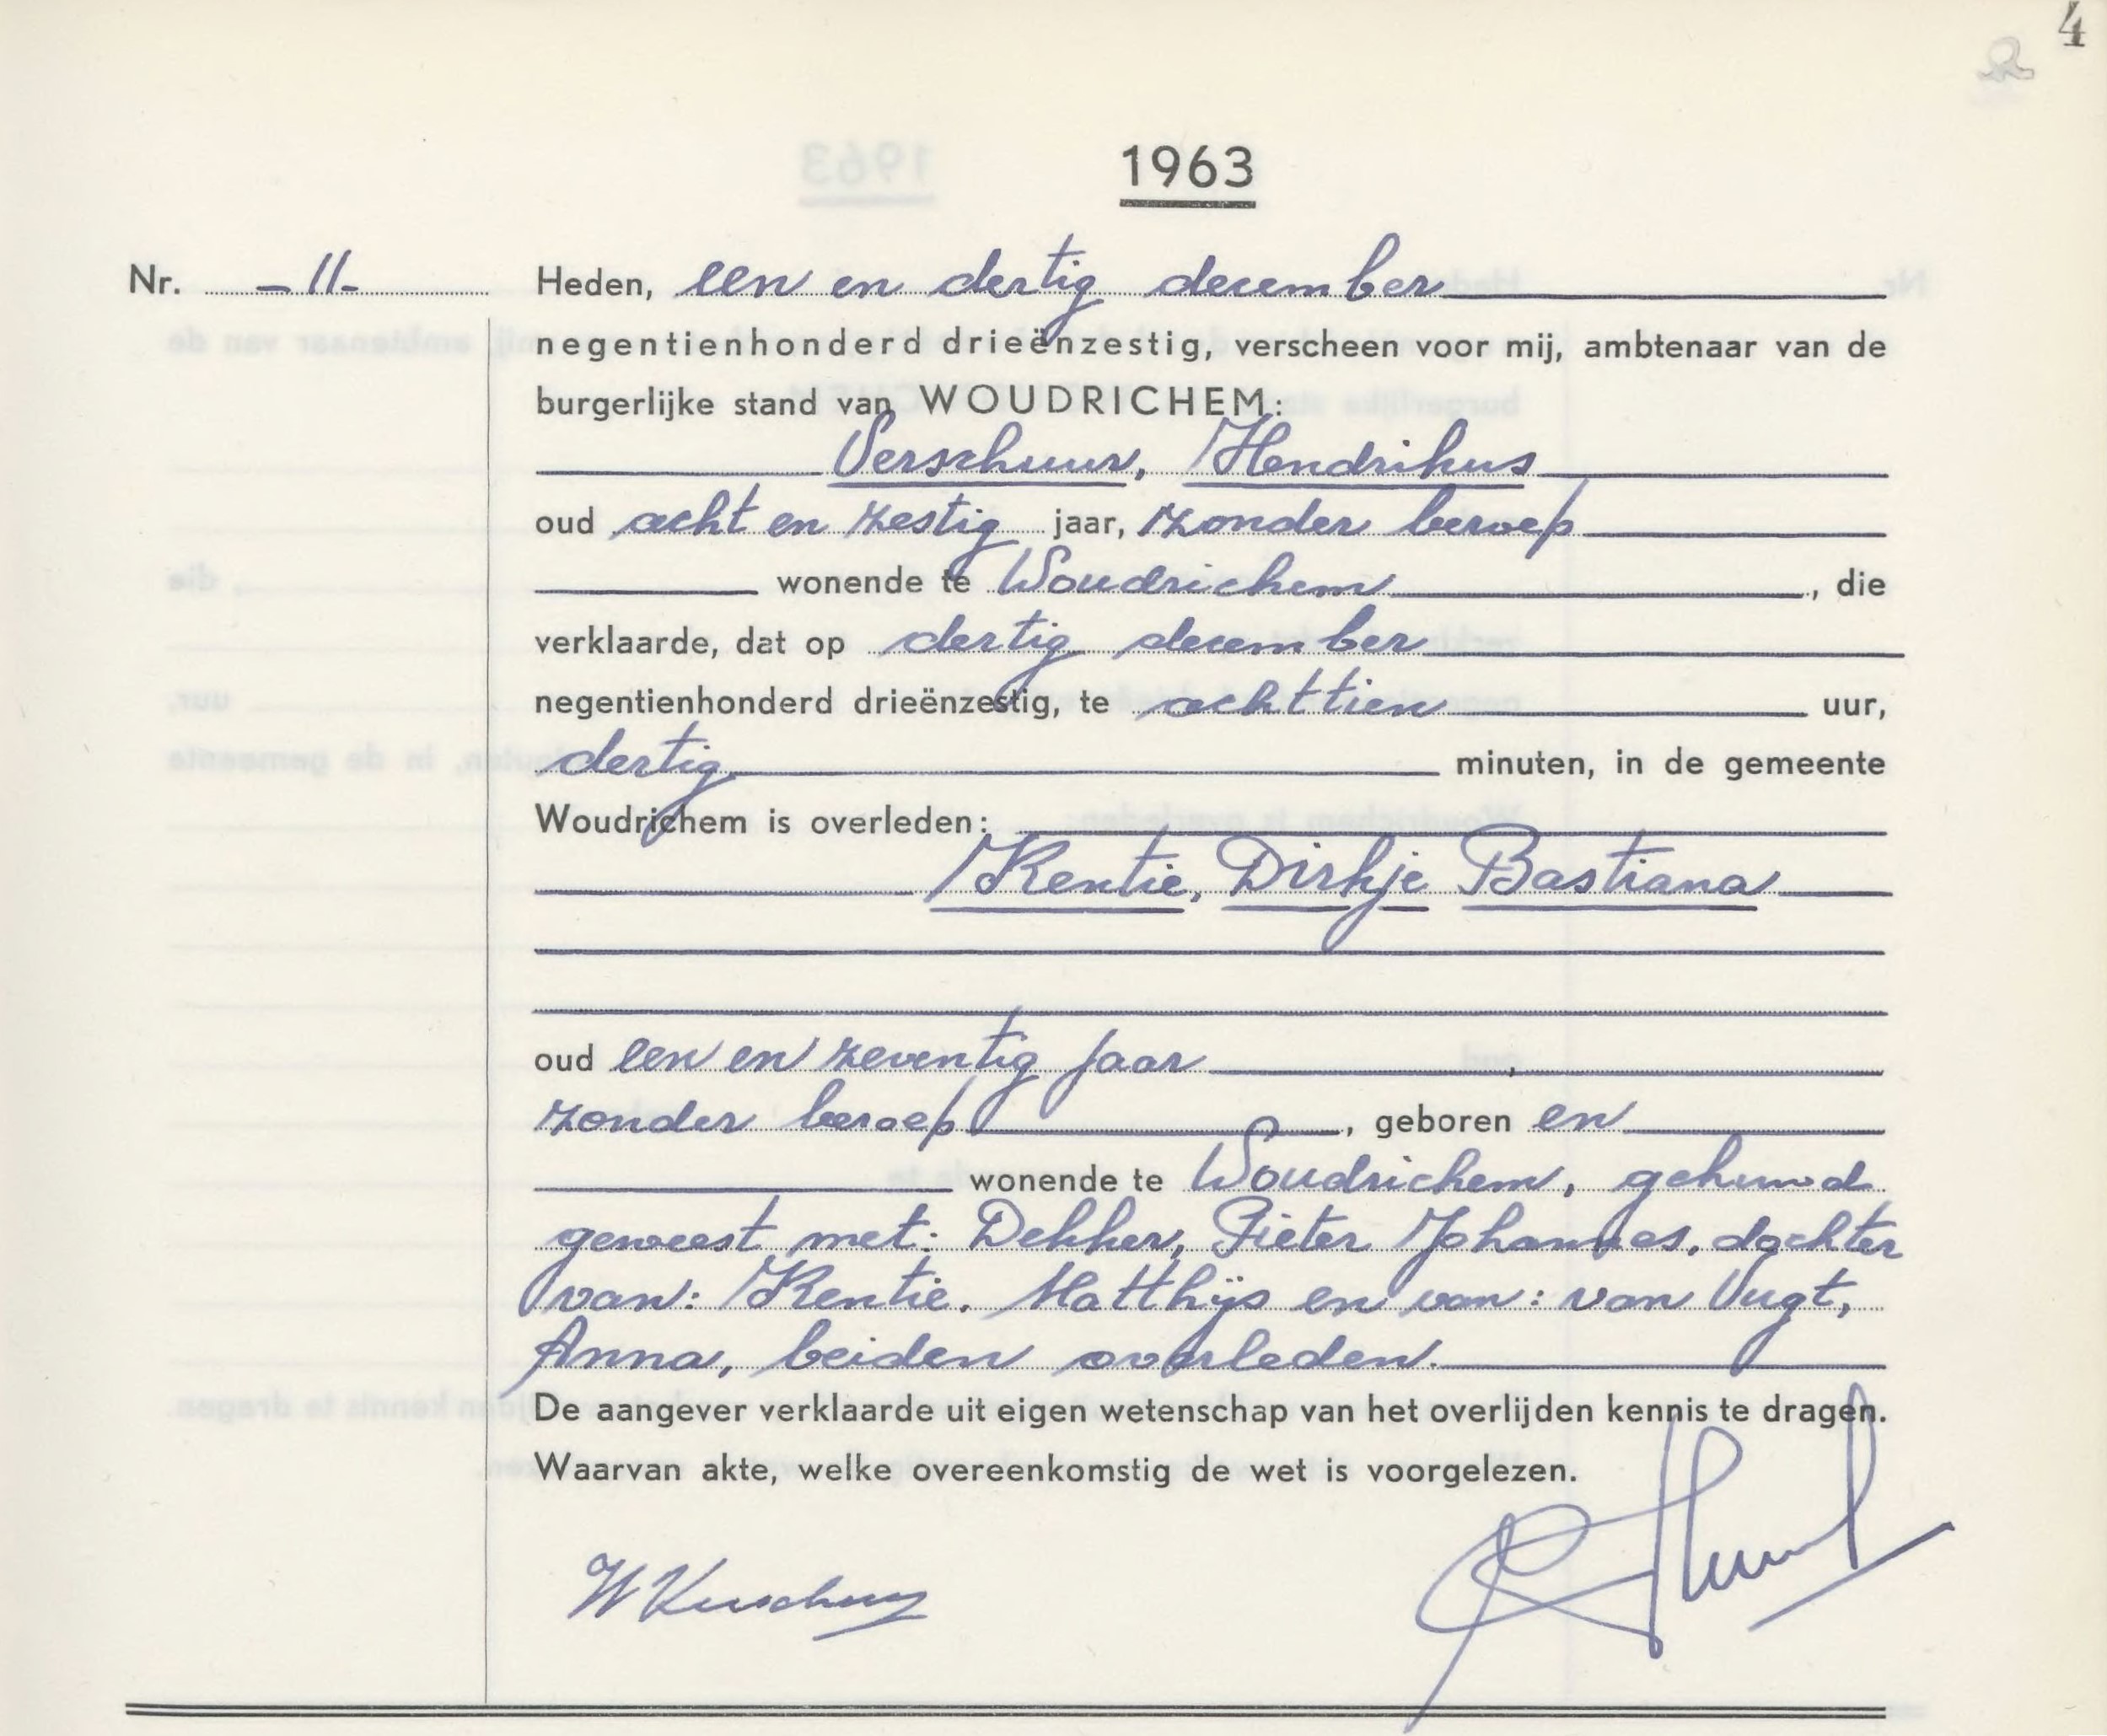 4
1963
Nr. -11- Heden, een en dertig december
negentienhonderd drieënzestig, verscheen voor mij, ambtenaar van de
burgerlijke stand van WOUDRICHEM:
Verschuur, Hendrikus
oud acht en zestig jaar, zonder beroep
wonende te Woudrichem, die
verklaarde, dat op dertig december
negentienhonderd drieënzestig, te achttien uur,
dertig minuten, in de gemeente
Woudrichem is overleden:
Kentie, Dirkje Bastiana
oud een en zeventig jaar,
zonder beroep, geboren en
wonende te Woudrichem, gehuwd
geweest met: Dekker, Pieter Johannes, dochter
van: Kentie, Matthijs en van: van Vugt,
Anna, beiden overleden.
De aangever verklaarde uit eigen wetenschap van het overlijden kennis te dragen.
Waarvan akte, welke overeenkomstig de wet is voorgelezen.
H Verschuur